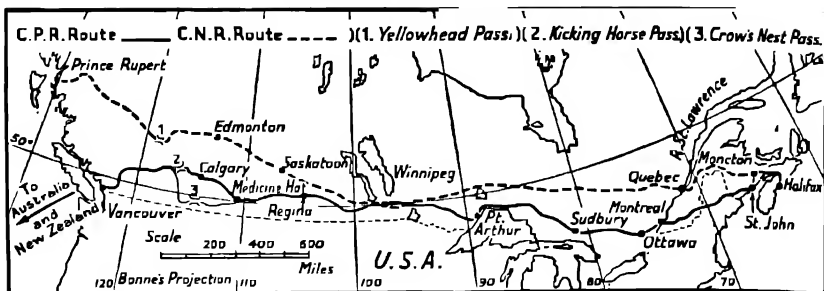 C.P.R. Route C.N.R. Route )(1. Yellowhead Pass) (2. Kicking Horse Pass)(3. Crow's Nest Pass.
Prince Rupert
R. St. Lawrence
1
Edmonton
50°
2
Calgary
Saskatoon
Winnipeg
Quebec
Moncton
3
Medicine Hat
Halifax
To
Australia
and
New Zealand
Vancouver
Regina
Pt.
Arthur
Sudbury
Montreal
St. John
Ottawa
Scale
200 400 600
Miles
U.S.A.
120 Bonne's Projection 110 100 90 80 70